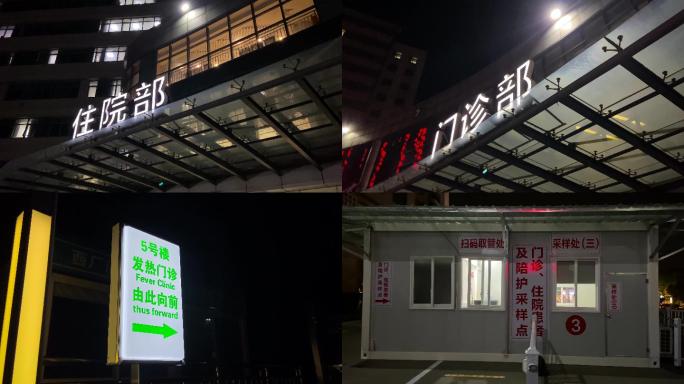 住院部
门诊部
5号楼
发热门诊
Fever Clinic
由此向前
thus forward
扫码取管处
采样处(三)
门诊、住院患者
及陪护采样点
3